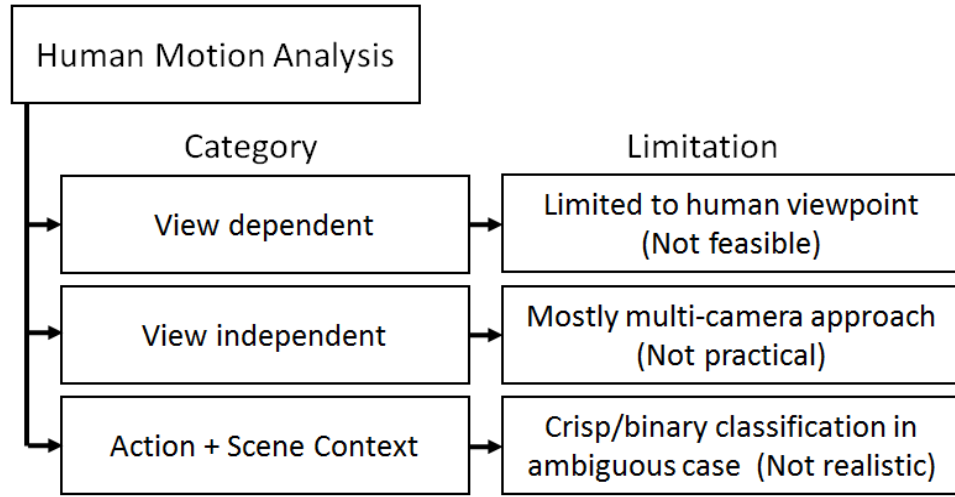 Human Motion Analysis
Category
Limitation
View dependent
Limited to human viewpoint
(Not feasible)
View independent
Mostly multi-camera approach
(Not practical)
Action + Scene Context
Crisp/binary classification in
ambiguous case (Not realistic)